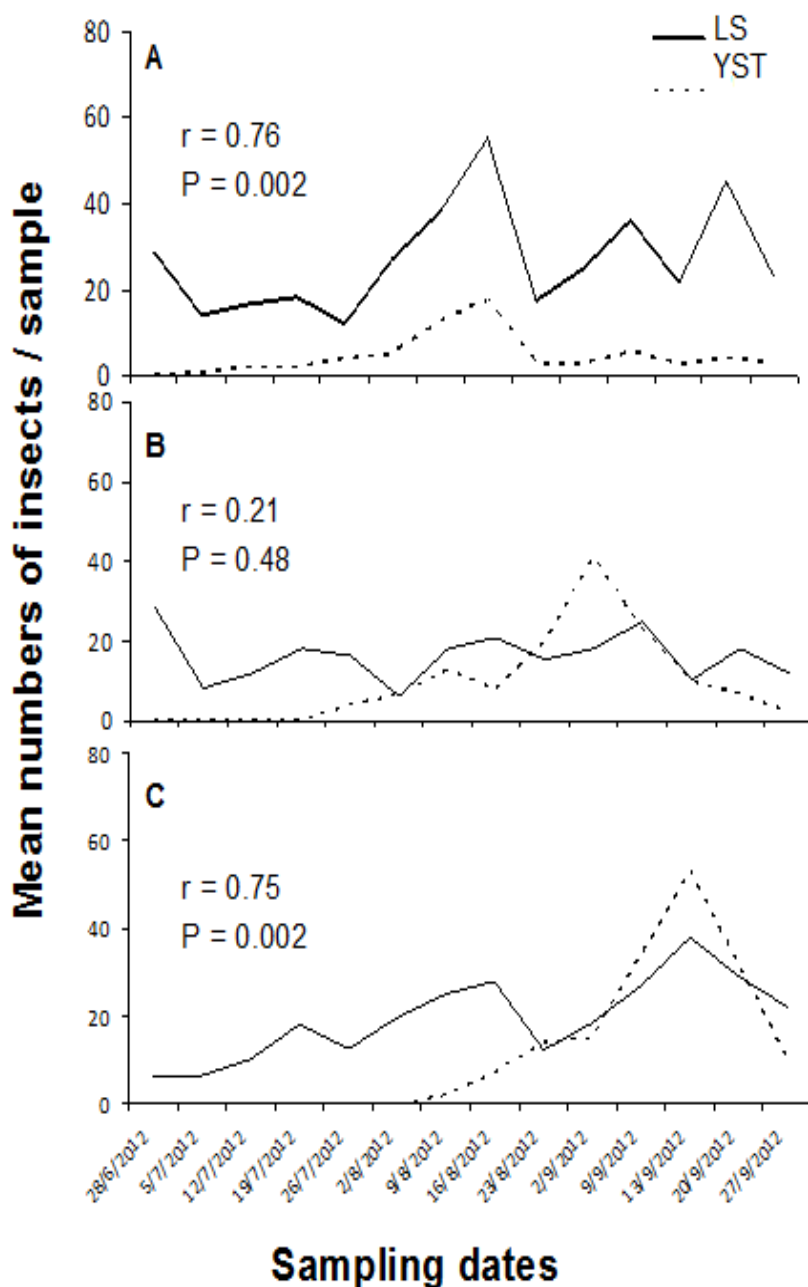 LS
YST
A
r = 0.76
P = 0.002
80
60
40
20
0
B
r = 0.21
P = 0.48
80
60
40
20
0
C
r = 0.75
P = 0.002
80
60
40
20
0
Mean numbers of insects / sample
28/6/2012
5/7/2012
12/7/2012
19/7/2012
26/7/2012
2/8/2012
9/8/2012
16/8/2012
23/8/2012
2/9/2012
9/9/2012
13/9/2012
20/9/2012
27/9/2012
Sampling dates